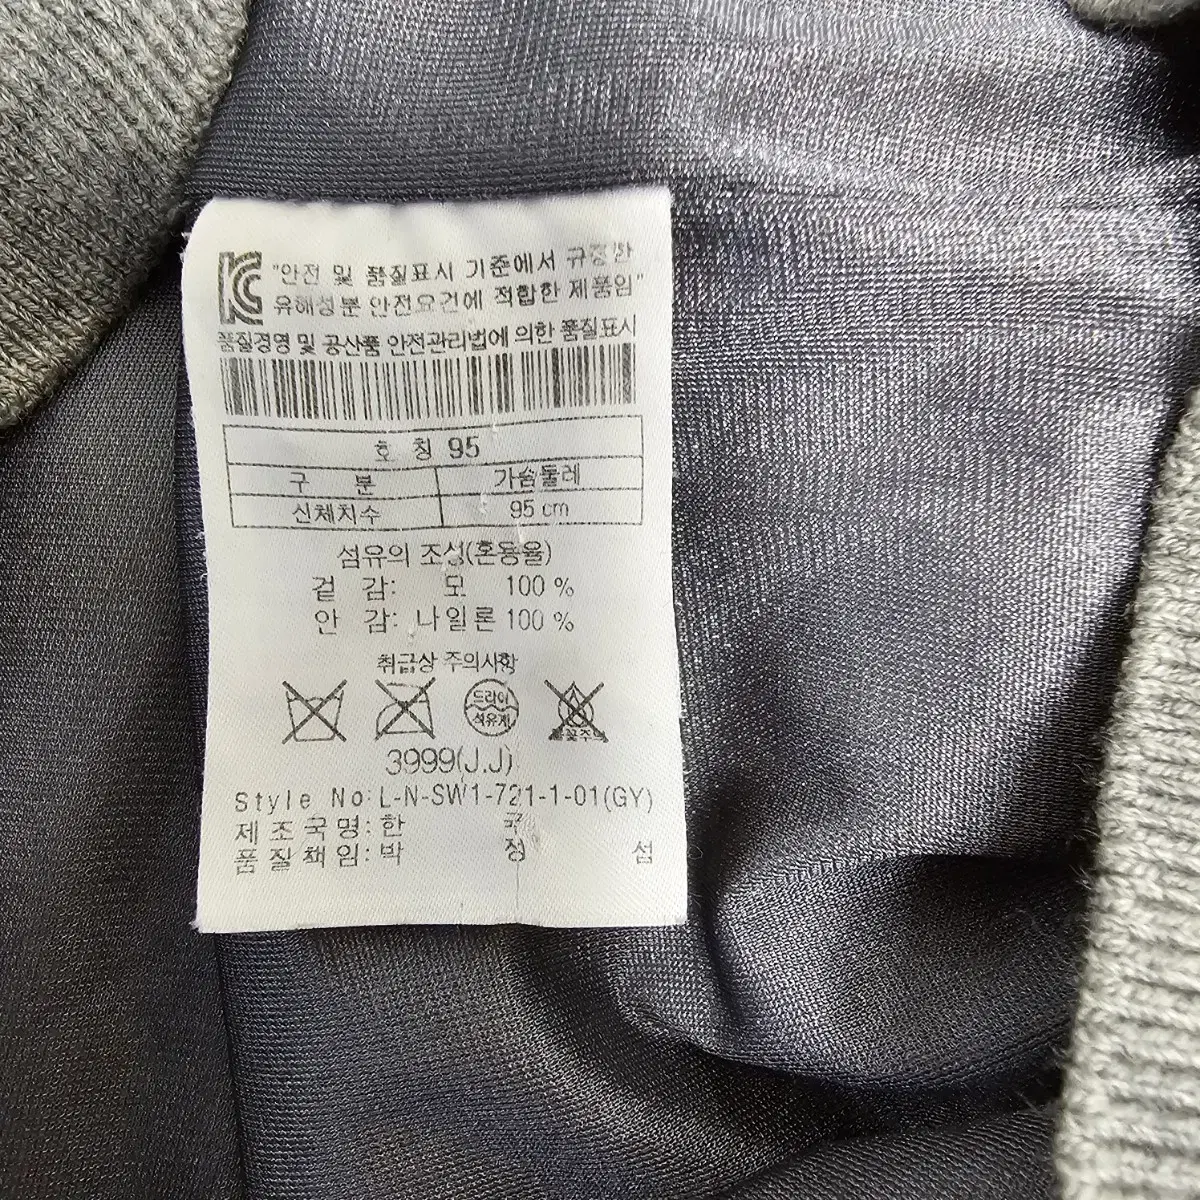 KC "안전 및 품질표시 기준에서 규정한
유해성분 안전요건에 적합한 제품임"
품질경영 및 공산품 안전관리법에 의한 품질표시
호 칭 95
구 분 가슴둘레
신체치수 95 cm
섬유의 조성(혼용율)
겉 감: 모 100 %
안 감: 나일론 100 %
취급상 주의사항
드라이
석유계
불꽃주의
3999(J.J)
Style No:L-N-SW1-721-1-01(GY)
제조국명:한 국
품질책임:박 정 섭